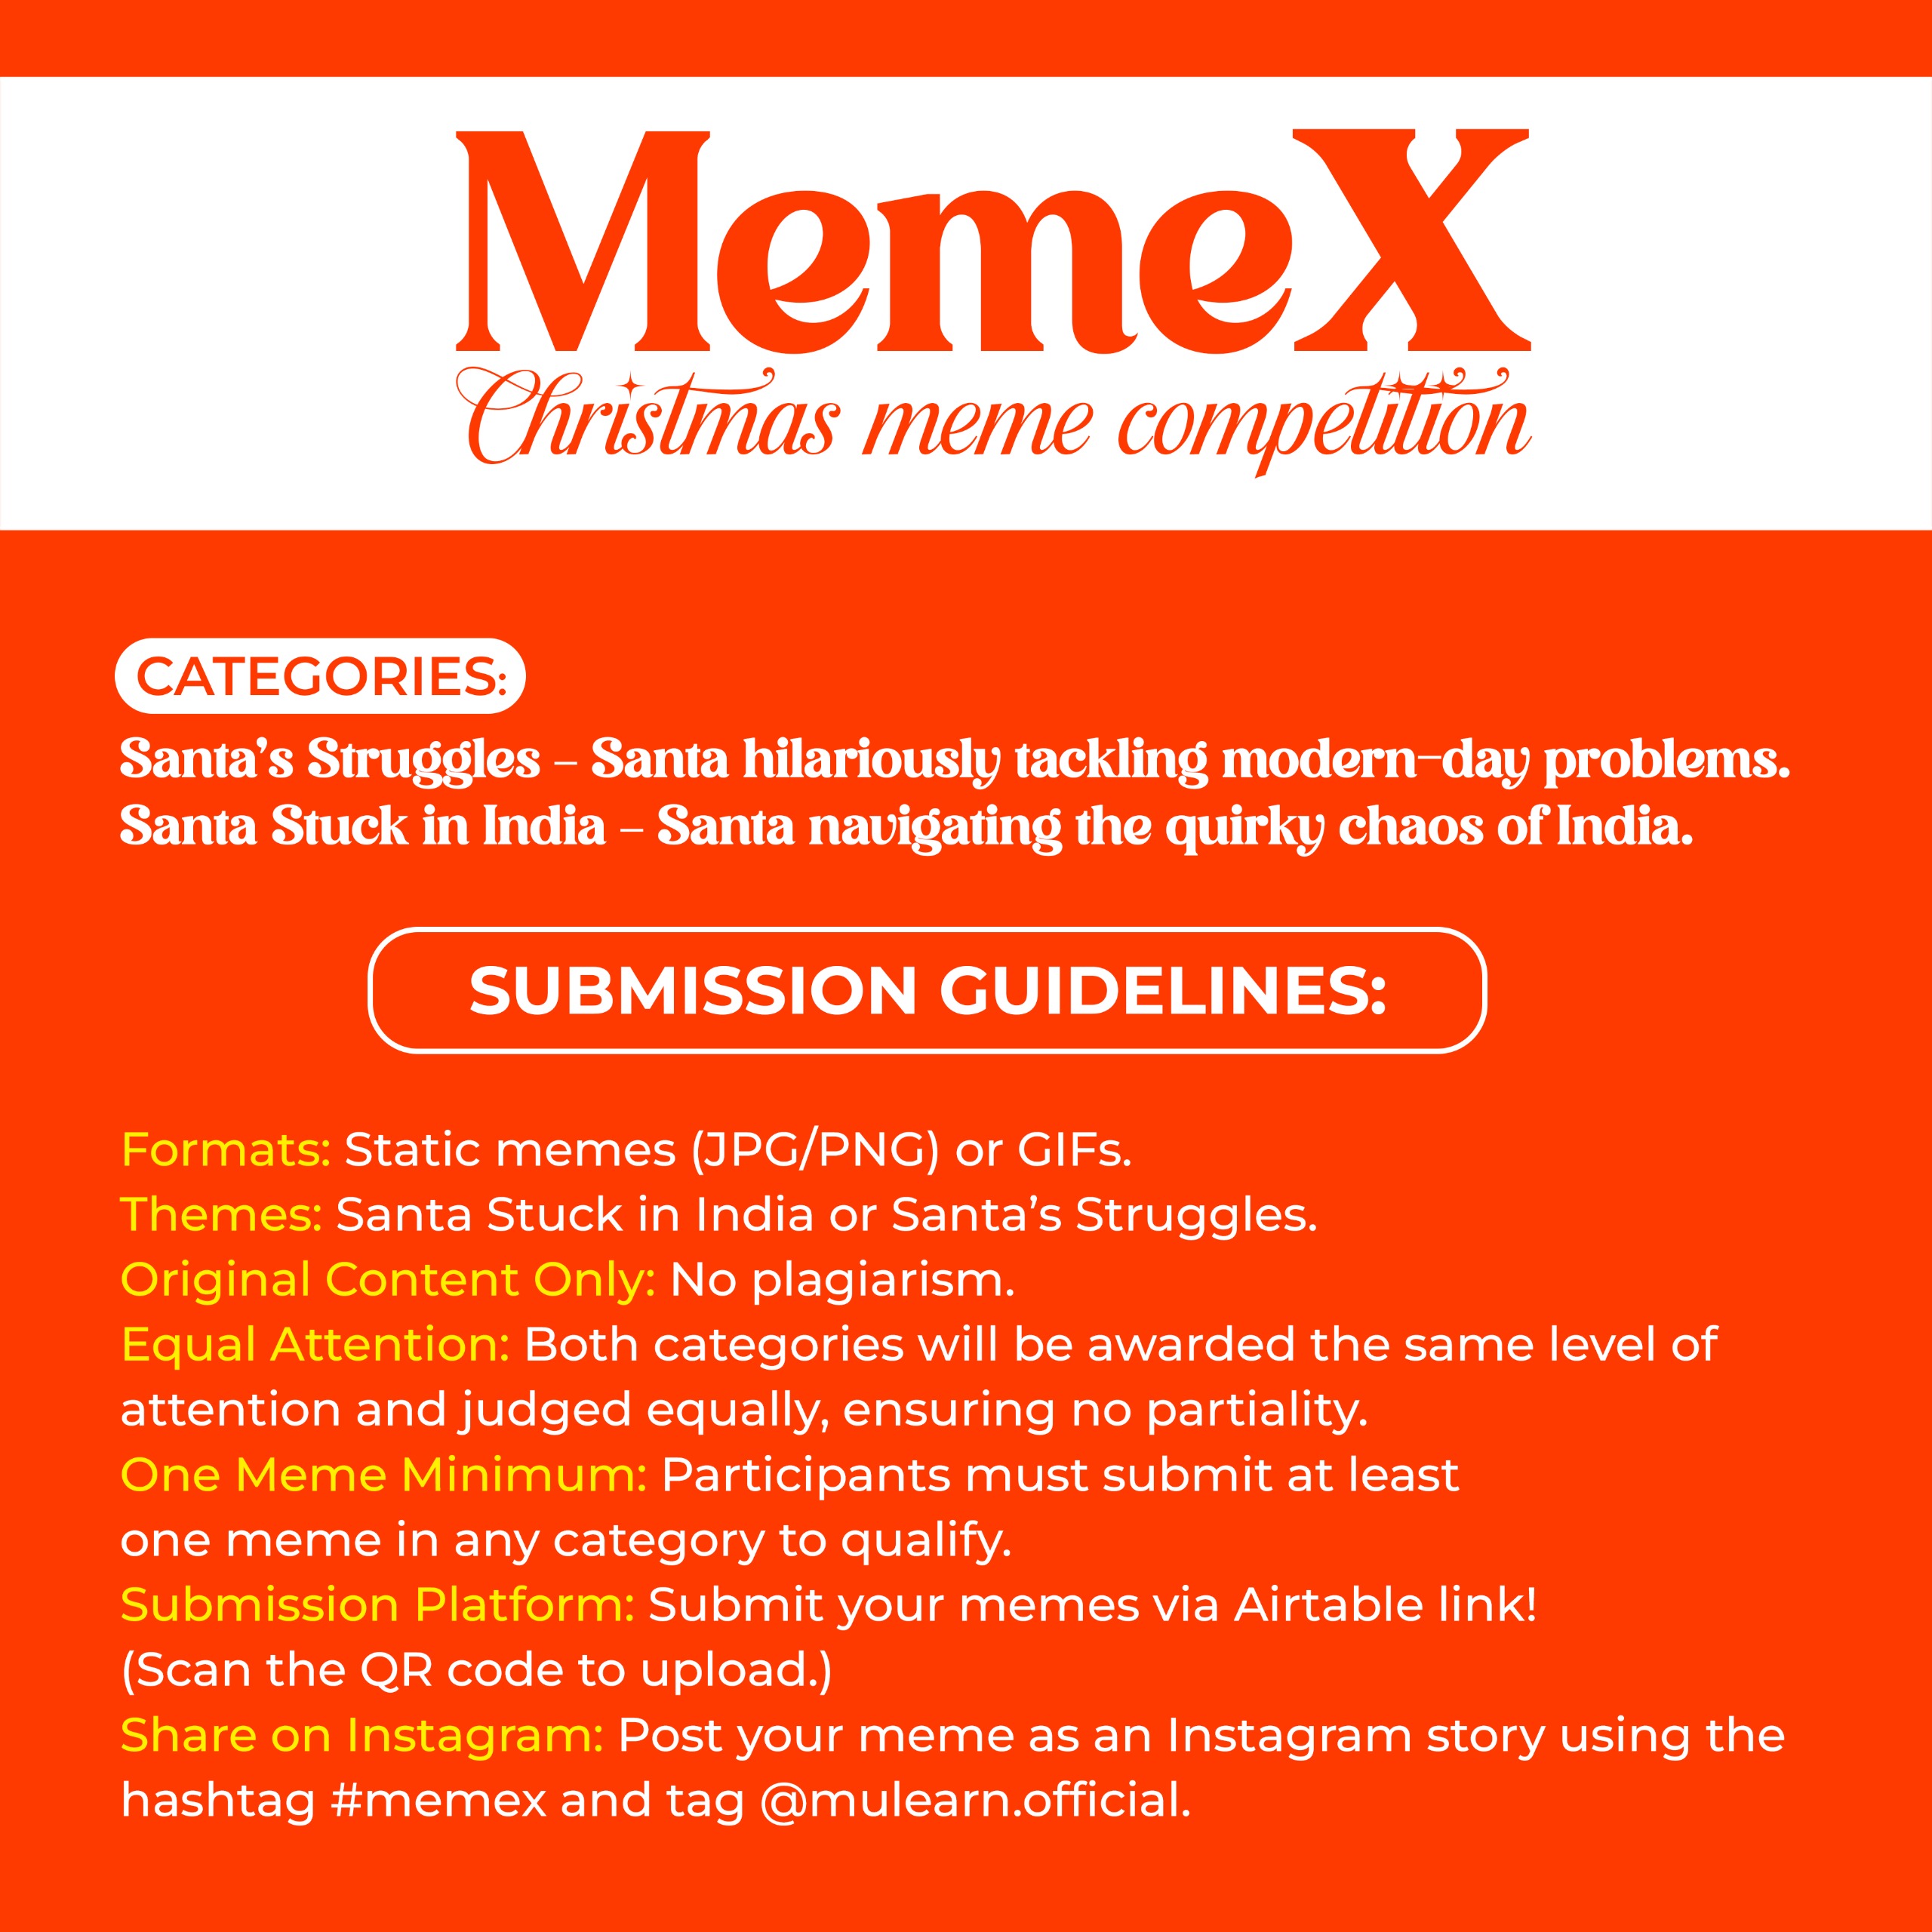 MemeX
Christmas meme competition
CATEGORIES:
Santa’s Struggles – Santa hilariously tackling modern–day problems.
Santa Stuck in India – Santa navigating the quirky chaos of India.
SUBMISSION GUIDELINES:
Formats: Static memes (JPG/PNG) or GIFs.
Themes: Santa Stuck in India or Santa’s Struggles.
Original Content Only: No plagiarism.
Equal Attention: Both categories will be awarded the same level of
attention and judged equally, ensuring no partiality.
One Meme Minimum: Participants must submit at least
one meme in any category to qualify.
Submission Platform: Submit your memes via Airtable link!
(Scan the QR code to upload.)
Share on Instagram: Post your meme as an Instagram story using the
hashtag #memex and tag @mulearn.official.